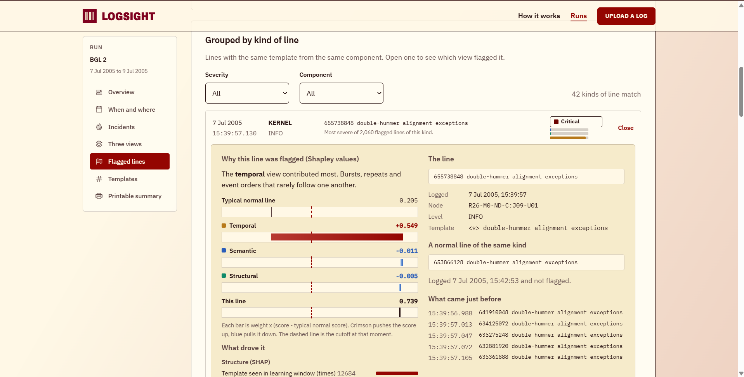 LOGSIGHT
How it works
Runs
UPLOAD A LOG
RUN
BGL 2
7 Jul 2005 to 9 Jul 2005
Overview
When and where
Incidents
Three views
Flagged lines
Templates
Printable summary
Grouped by kind of line
Lines with the same template from the same component. Open one to see which view flagged it.
Severity
Component
All
All
42 kinds of line match
7 Jul 2005
15:39:57.130
KERNEL
INFO
655738848 double-hummer alignment exceptions
Most severe of 2,060 flagged lines of this kind.
Critical
Close
Why this line was flagged (Shapley values)
The temporal view contributed most. Bursts, repeats and
event orders that rarely follow one another.
Typical normal line 0.205
Temporal +0.549
Semantic -0.011
Structural -0.005
This line 0.739
Each bar is weight x (score - typical normal score). Crimson pushes the score
up, blue pulls it down. The dashed line is the cutoff at that moment.
What drove it
Structure (SHAP)
Template seen in learning window (times) 12684
The line
655738848 double-hummer alignment exceptions
Logged 7 Jul 2005, 15:39:57
Node R26-M0-ND-C:J09-U01
Level INFO
Template <*> double-hummer alignment exceptions
A normal line of the same kind
653866128 double-hummer alignment exceptions
Logged 7 Jul 2005, 15:42:53 and not flagged.
What came just before
15:39:56.988 double-hummer alignment exceptions
15:39:57.013 double-hummer alignment exceptions
15:39:57.047 double-hummer alignment exceptions
15:39:57.072 double-hummer alignment exceptions
15:39:57.105 double-hummer alignment exceptions